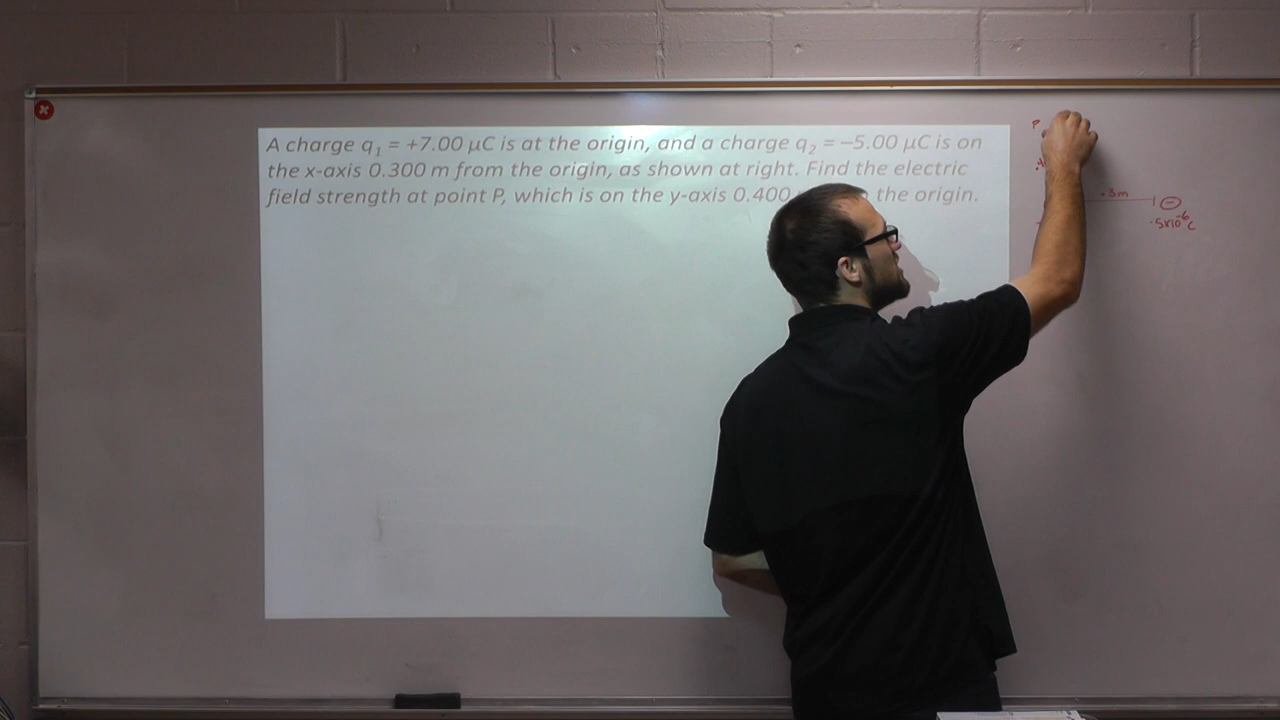 A charge q₁ = +7.00 μC is at the origin, and a charge q₂ = −5.00 μC is on
the x-axis 0.300 m from the origin, as shown at right. Find the electric
field strength at point P, which is on the y-axis 0.400 the origin.
P
.3m
−
-5x10⁻⁶C